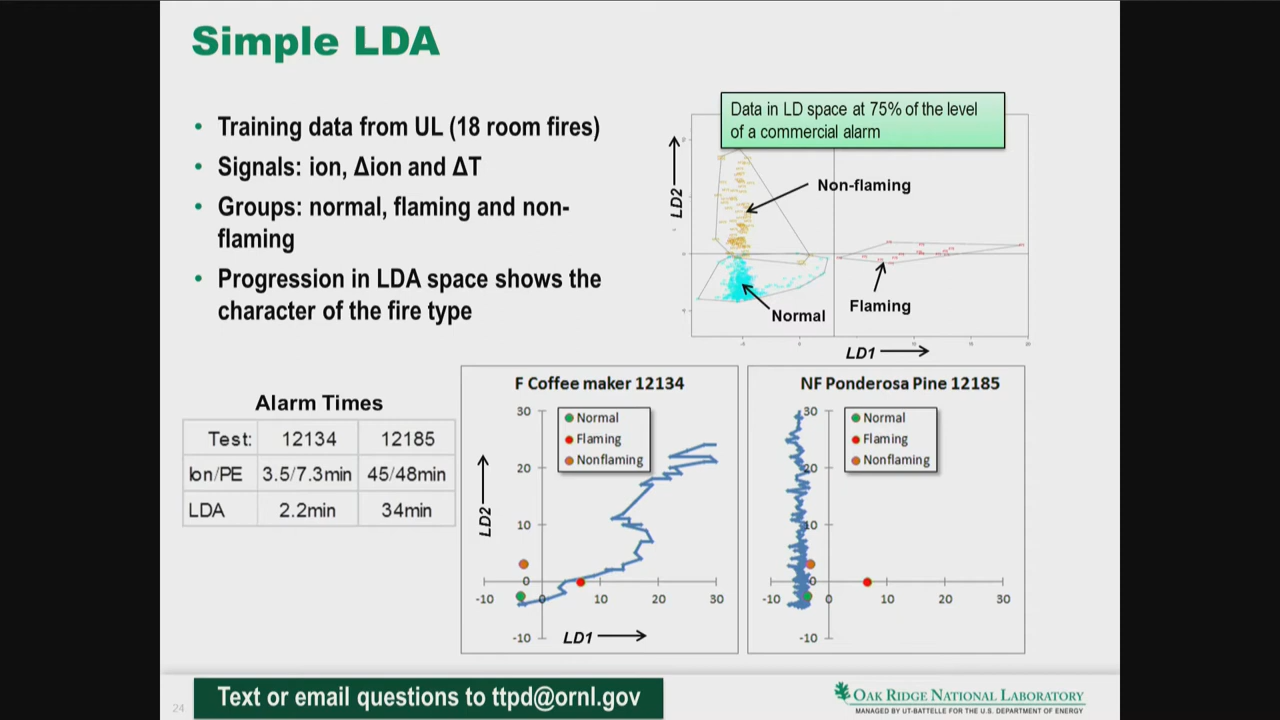 Simple LDA
• Training data from UL (18 room fires)
• Signals: ion, Δion and ΔT
• Groups: normal, flaming and non-
flaming
• Progression in LDA space shows the
character of the fire type
Data in LD space at 75% of the level
of a commercial alarm
Non-flaming
LD2
Flaming
Normal
LD1
Alarm Times
Test: 12134 12185
Ion/PE 3.5/7.3min 45/48min
LDA 2.2min 34min
F Coffee maker 12134
Normal
Flaming
Nonflaming
30
20
10
0
-10
-10 0 10 20 30
LD2
LD1
NF Ponderosa Pine 12185
Normal
Flaming
Nonflaming
30
20
10
0
-10
-10 0 10 20 30
24
Text or email questions to ttpd@ornl.gov
OAK RIDGE NATIONAL LABORATORY
MANAGED BY UT-BATTELLE FOR THE U.S. DEPARTMENT OF ENERGY